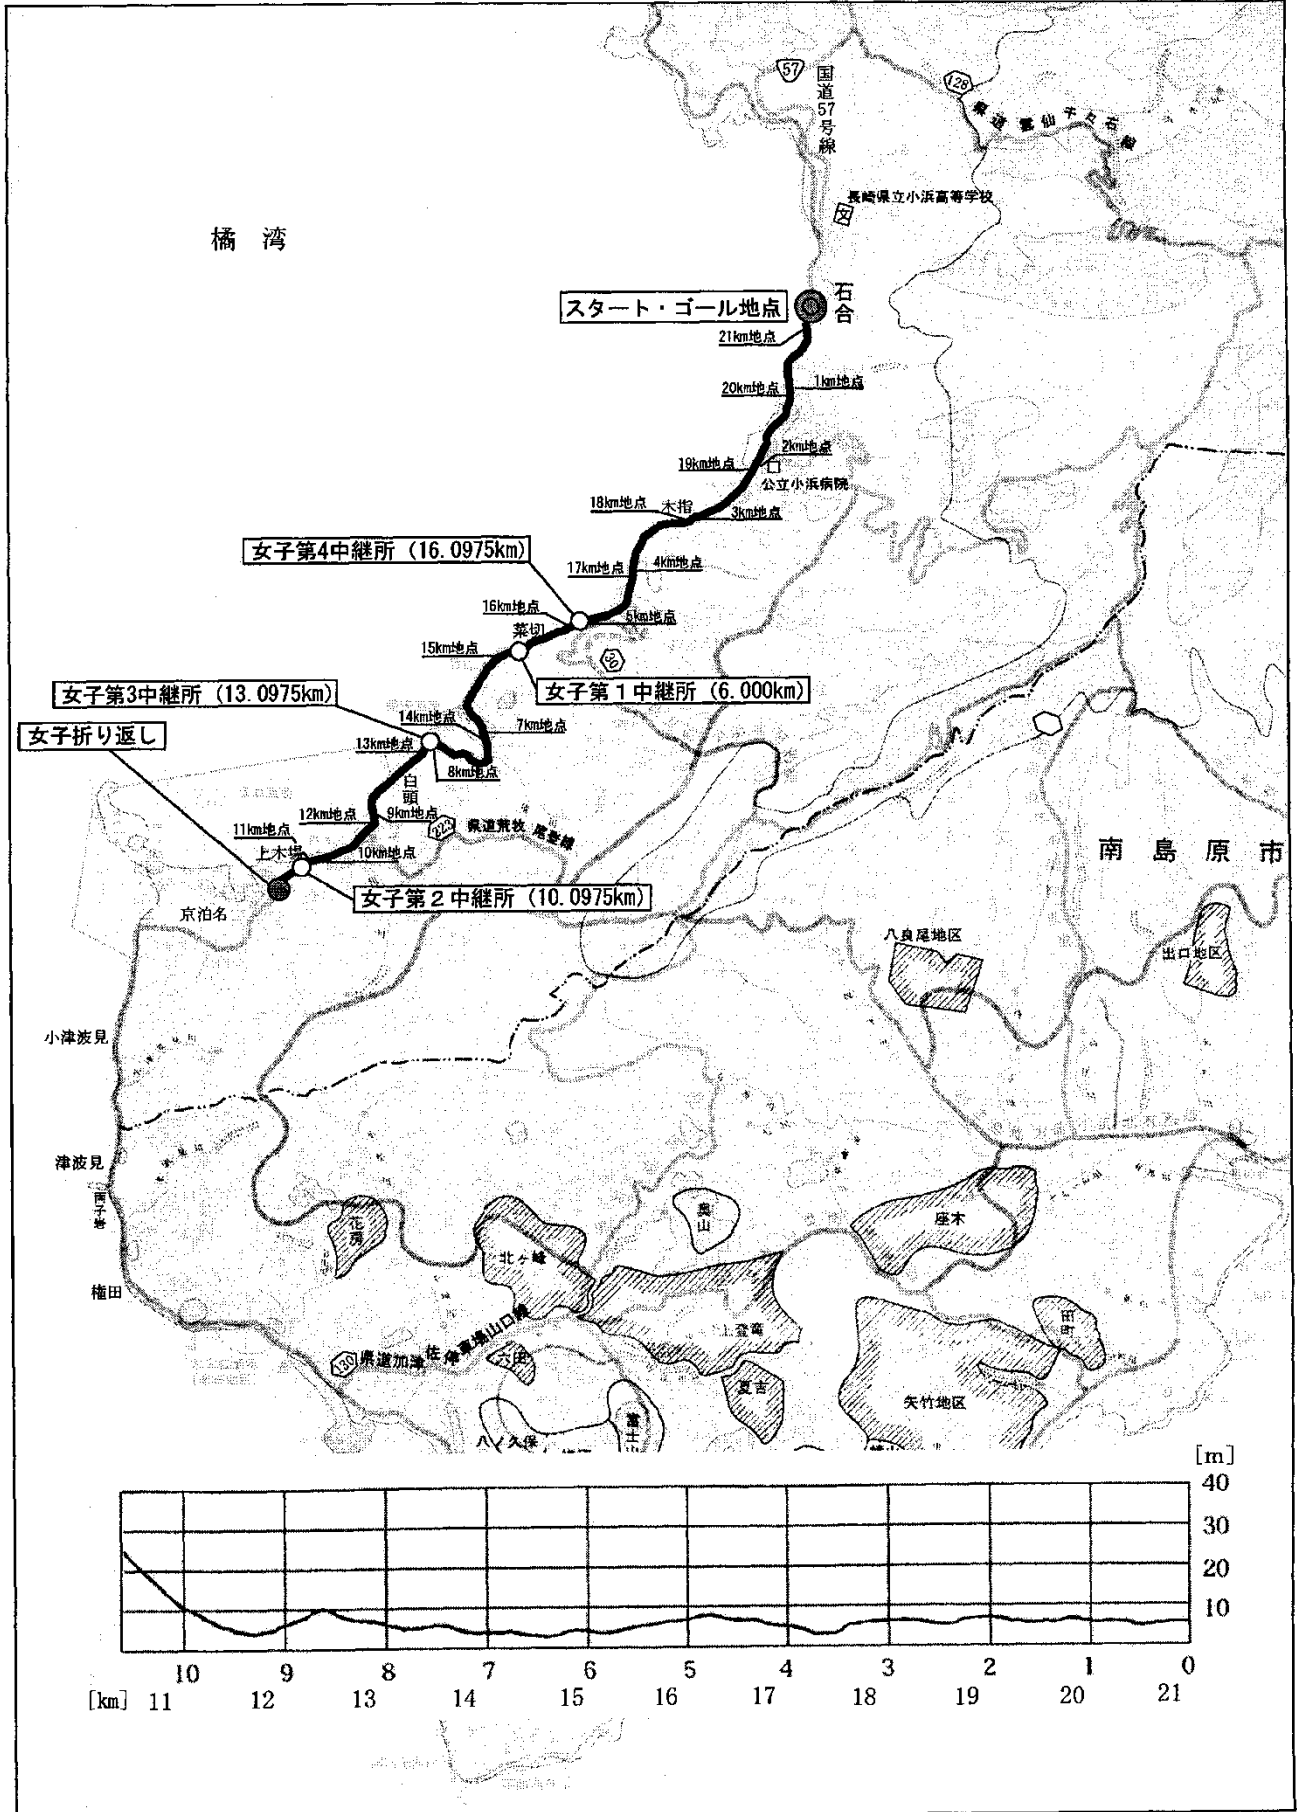 57
国道57号線
128
県道 雲仙千々石線
長崎県立小浜高等学校
文
橘 湾
スタート・ゴール地点
石合
21km地点
20km地点
1km地点
2km地点
19km地点
公立小浜病院
18km地点
木指
3km地点
女子第4中継所 (16.0975km)
17km地点
4km地点
16km地点
5km地点
菜切
15km地点
30
女子第3中継所 (13.0975km)
女子第1中継所 (6.000km)
14km地点
7km地点
女子折り返し
13km地点
8km地点
白頭
12km地点
9km地点
222
県道荒牧 尾登線
11km地点
上木場
10km地点
南島原市
女子第2中継所 (10.0975km)
京泊名
八良尾地区
出口地区
小津波見
津波見
両子岩
花房
奥山
座木
北ヶ峰
権田
上登竜
田町
130
県道加津佐
山口線
六田
夏吉
矢竹地区
八ノ久保
富士山
[m]
40
30
20
10
10 9 8 7 6 5 4 3 2 1 0
[km] 11 12 13 14 15 16 17 18 19 20 21